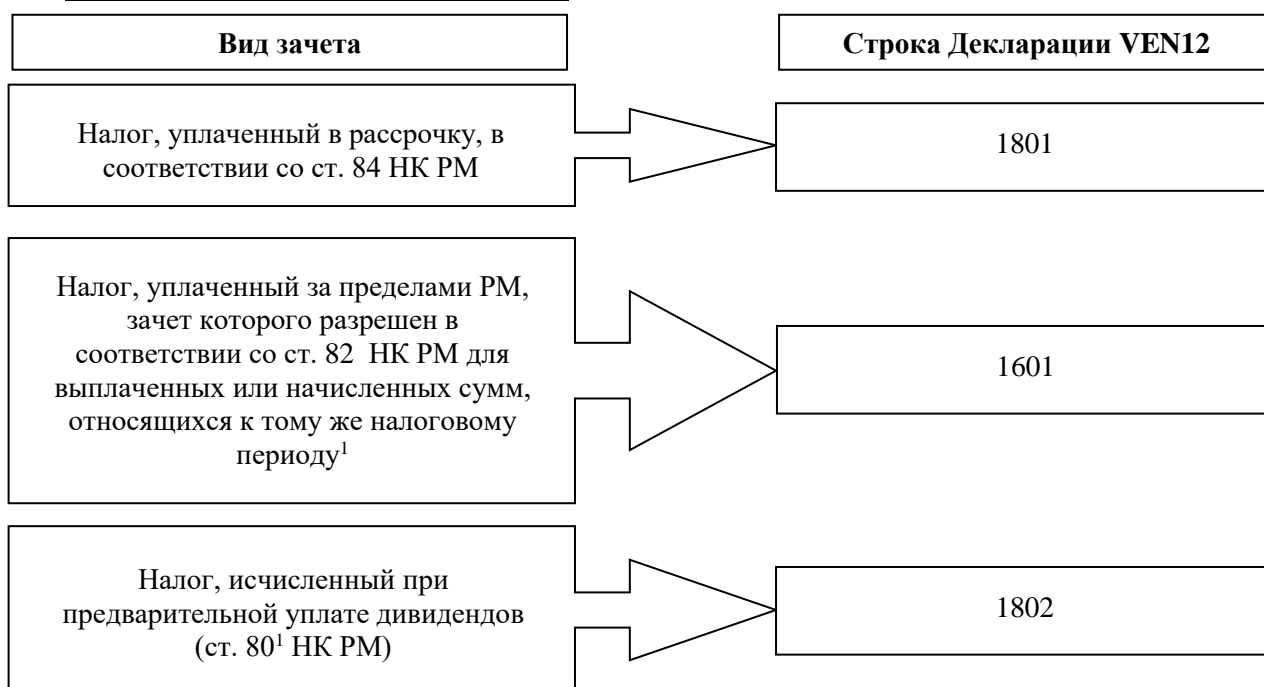 Вид зачета
Строка Декларации VEN12
Налог, уплаченный в рассрочку, в
соответствии со ст. 84 НК РМ
1801
Налог, уплаченный за пределами РМ,
зачет которого разрешен в
соответствии со ст. 82 НК РМ для
выплаченных или начисленных сумм,
относящихся к тому же налоговому
периоду¹
1601
Налог, исчисленный при
предварительной уплате дивидендов
(ст. 80¹ НК РМ)
1802